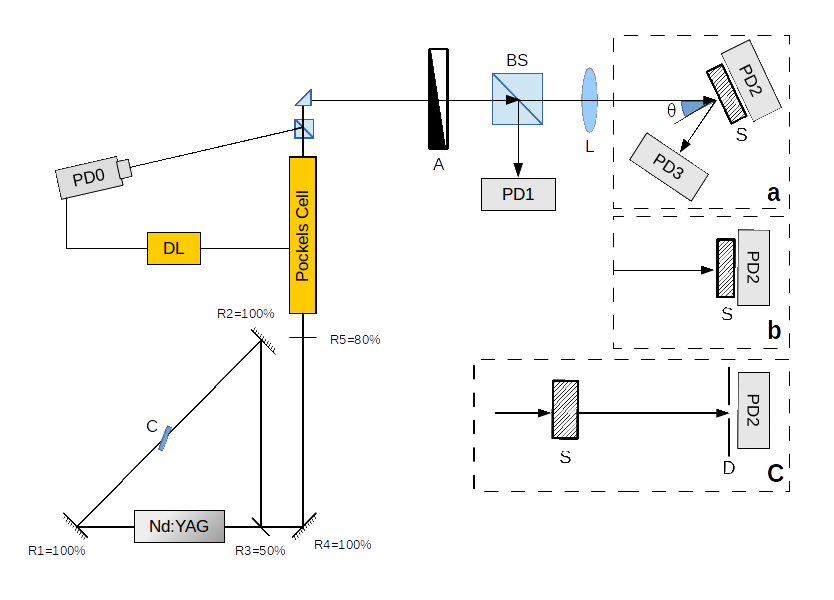 BS
PD2
θ
S
A
L
PD3
PD0
PD1
a
Pockels Cell
DL
PD2
R2=100%
S
b
R5=80%
PD2
C
S
D
C
Nd:YAG
R1=100%
R3=50%
R4=100%